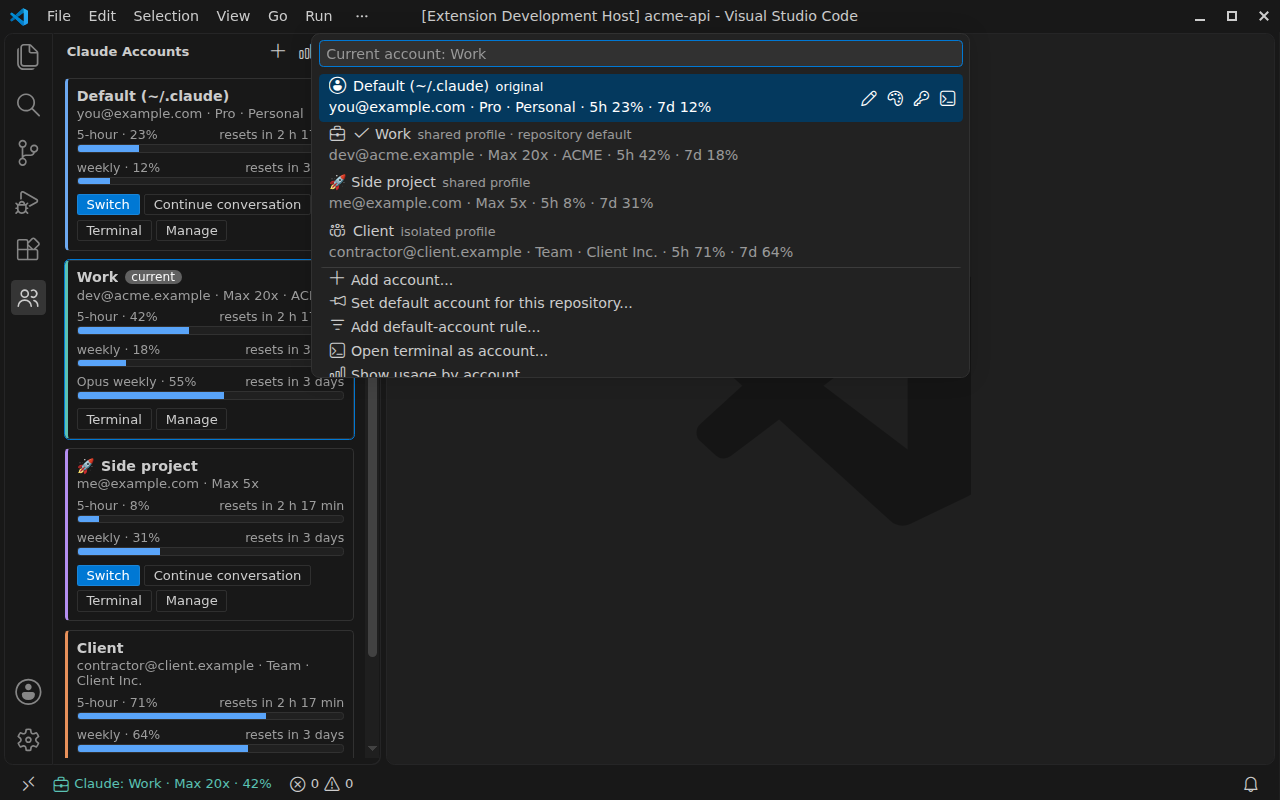 File Edit Selection View Go Run ··· [Extension Development Host] acme-api - Visual Studio Code
Claude Accounts
Default (~/.claude)
you@example.com · Pro · Personal
5-hour · 23% resets in 2 h
weekly · 12% resets in 3
Switch Continue conversation
Terminal Manage
Work current
dev@acme.example · Max 20x ·
5-hour · 42% resets in 2 h
weekly · 18% resets in 3
Opus weekly · 55% resets in 3 days
Terminal Manage
🚀 Side project
me@example.com · Max 5x
5-hour · 8% resets in 2 h 17 min
weekly · 31% resets in 3 days
Switch Continue conversation
Terminal Manage
Client
contractor@client.example · Team ·
Client Inc.
5-hour · 71% resets in 2 h 17 min
weekly · 64% resets in 3 days
Current account: Work
Default (~/.claude) original
you@example.com · Pro · Personal · 5h 23% · 7d 12%
Work shared profile · repository default
dev@acme.example · Max 20x · ACME · 5h 42% · 7d 18%
🚀 Side project shared profile
me@example.com · Max 5x · 5h 8% · 7d 31%
Client isolated profile
contractor@client.example · Team · Client Inc. · 5h 71% · 7d 64%
Add account...
Set default account for this repository...
Add default-account rule...
Open terminal as account...
Show usage by account
Claude: Work · Max 20x · 42% 0 0